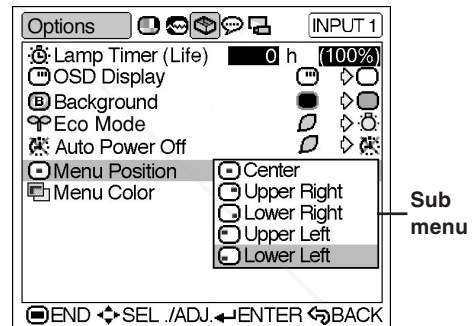 Options INPUT 1
Lamp Timer (Life) 0 h (100%)
OSD Display
Background
Eco Mode
Auto Power Off
Menu Position
Menu Color
Center
Upper Right
Lower Right
Upper Left
Lower Left
Sub
menu
END SEL./ADJ. ENTER BACK